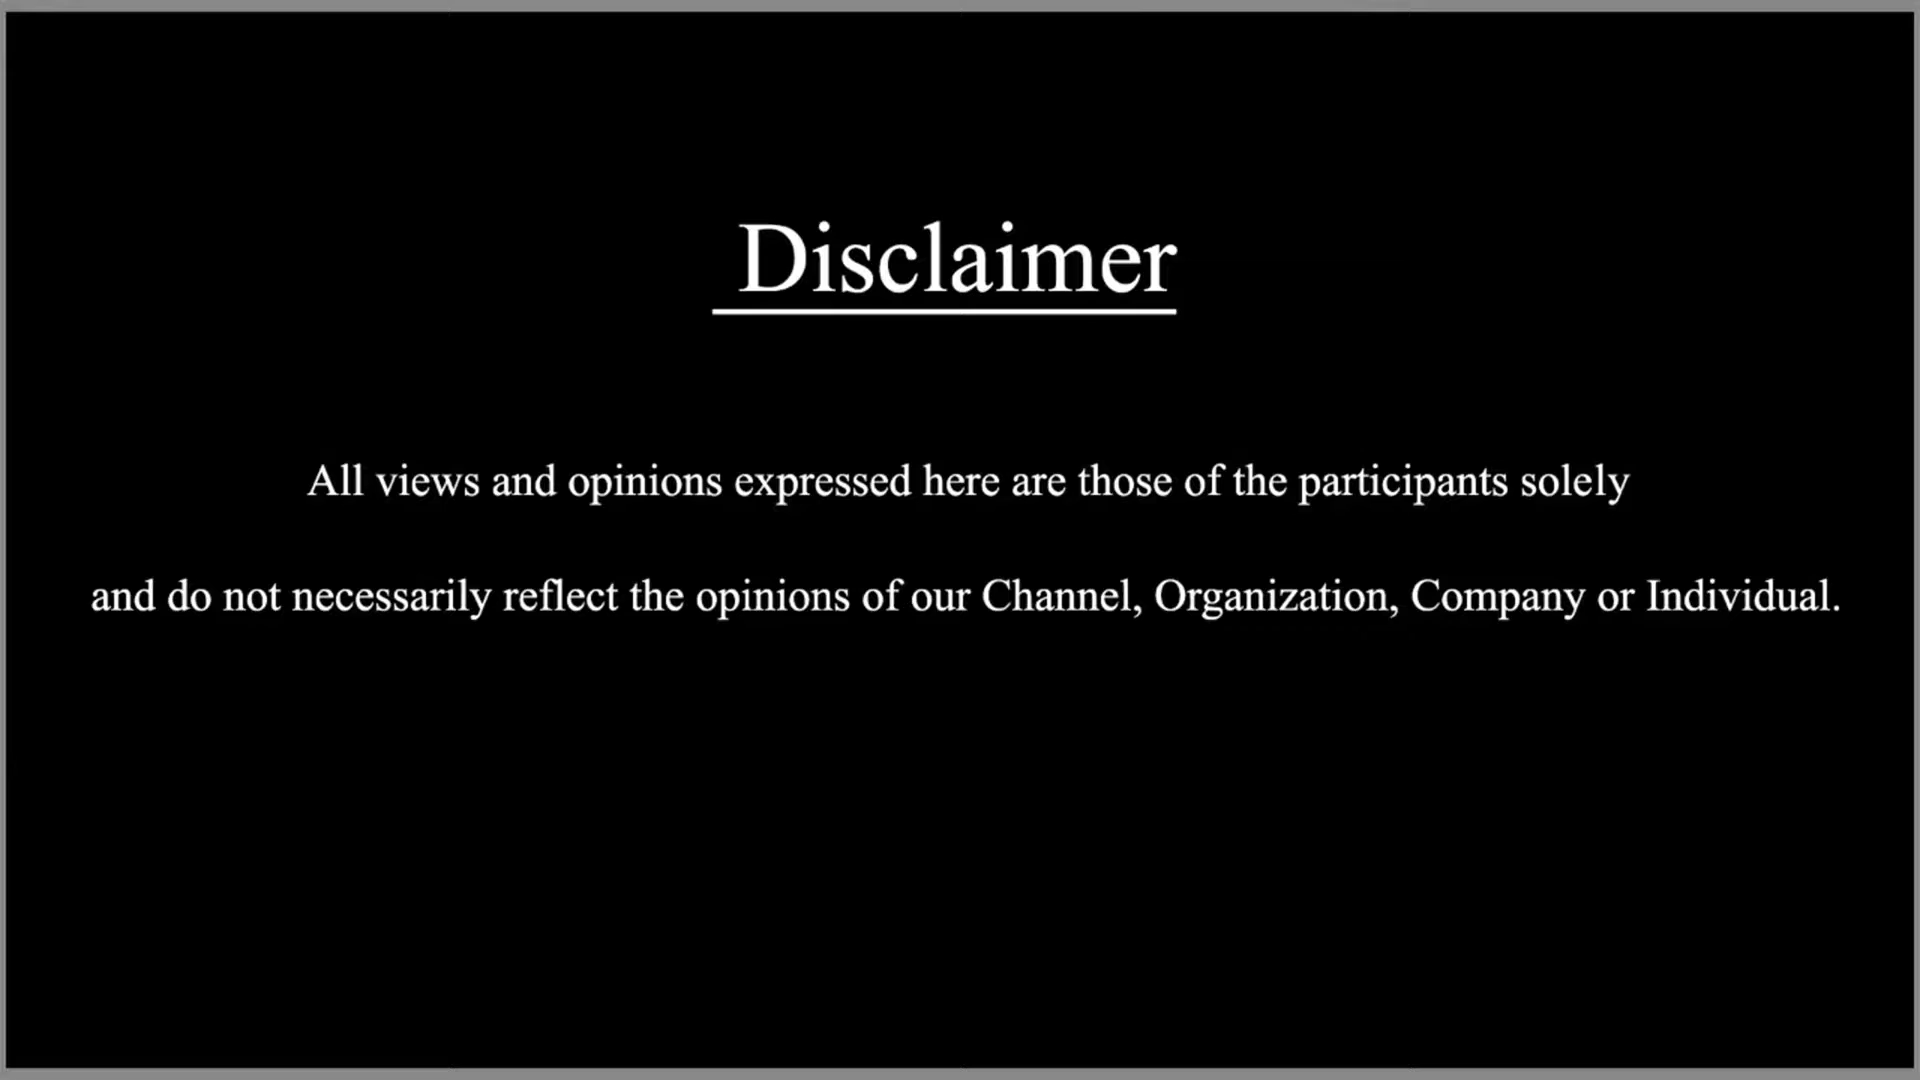 Disclaimer
All views and opinions expressed here are those of the participants solely
and do not necessarily reflect the opinions of our Channel, Organization, Company or Individual.